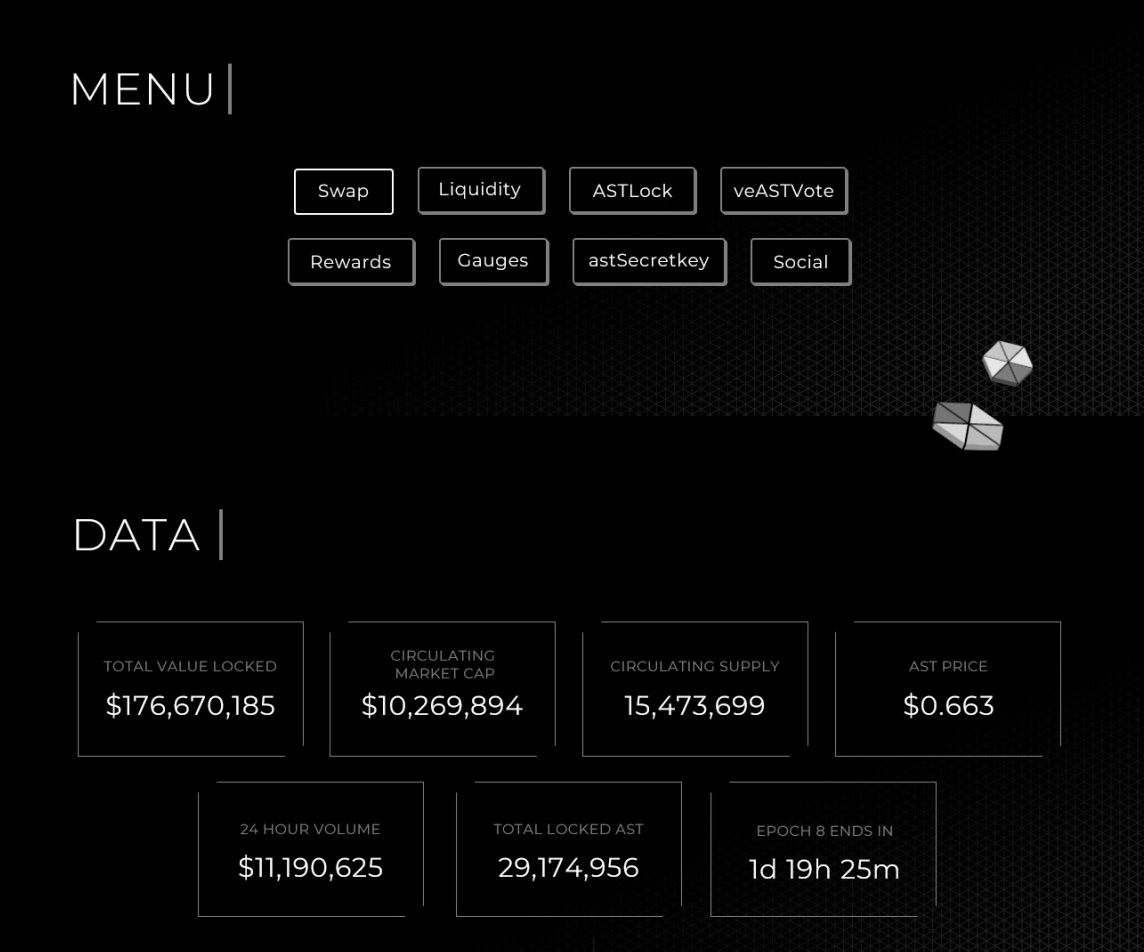 MENU
Swap
Liquidity
ASTLock
veASTVote
Rewards
Gauges
astSecretkey
Social
DATA
TOTAL VALUE LOCKED
$176,670,185
CIRCULATING
MARKET CAP
$10,269,894
CIRCULATING SUPPLY
15,473,699
AST PRICE
$0.663
24 HOUR VOLUME
$11,190,625
TOTAL LOCKED AST
29,174,956
EPOCH 8 ENDS IN
1d 19h 25m